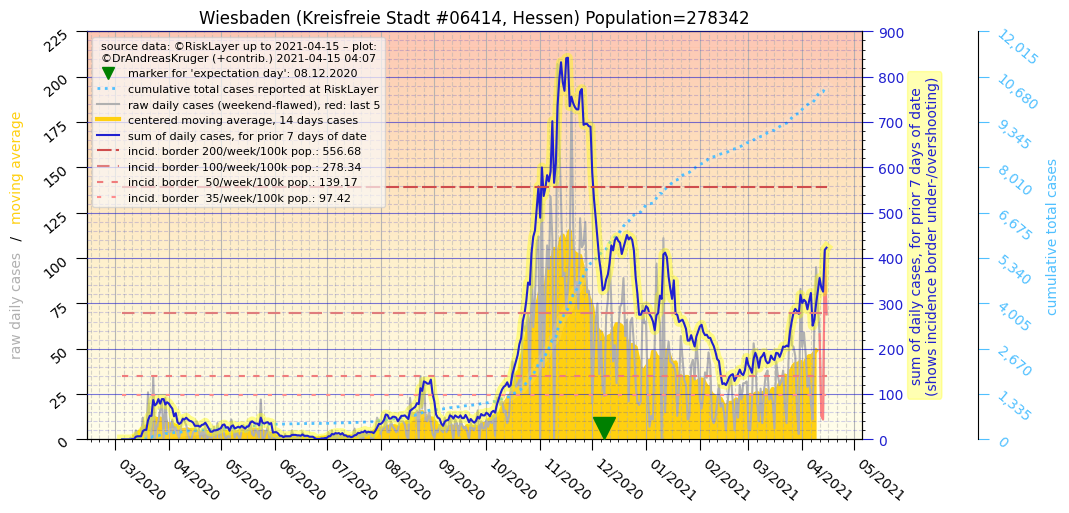 Wiesbaden (Kreisfreie Stadt #06414, Hessen) Population=278342
source data: ©RiskLayer up to 2021-04-15 – plot:
©DrAndreasKruger (+contrib.) 2021-04-15 04:07
marker for 'expectation day': 08.12.2020
cumulative total cases reported at RiskLayer
raw daily cases (weekend-flawed), red: last 5
centered moving average, 14 days cases
sum of daily cases, for prior 7 days of date
incid. border 200/week/100k pop.: 556.68
incid. border 100/week/100k pop.: 278.34
incid. border  50/week/100k pop.: 139.17
incid. border  35/week/100k pop.: 97.42
raw daily cases  /  moving average
225
200
175
150
125
100
75
50
25
0
03/2020
04/2020
05/2020
06/2020
07/2020
08/2020
09/2020
10/2020
11/2020
12/2020
01/2021
02/2021
03/2021
04/2021
05/2021
900
800
700
600
500
400
300
200
100
0
sum of daily cases, for prior 7 days of date
(shows incidence border under-/overshooting)
12,015
10,680
9,345
8,010
6,675
5,340
4,005
2,670
1,335
0
cumulative total cases